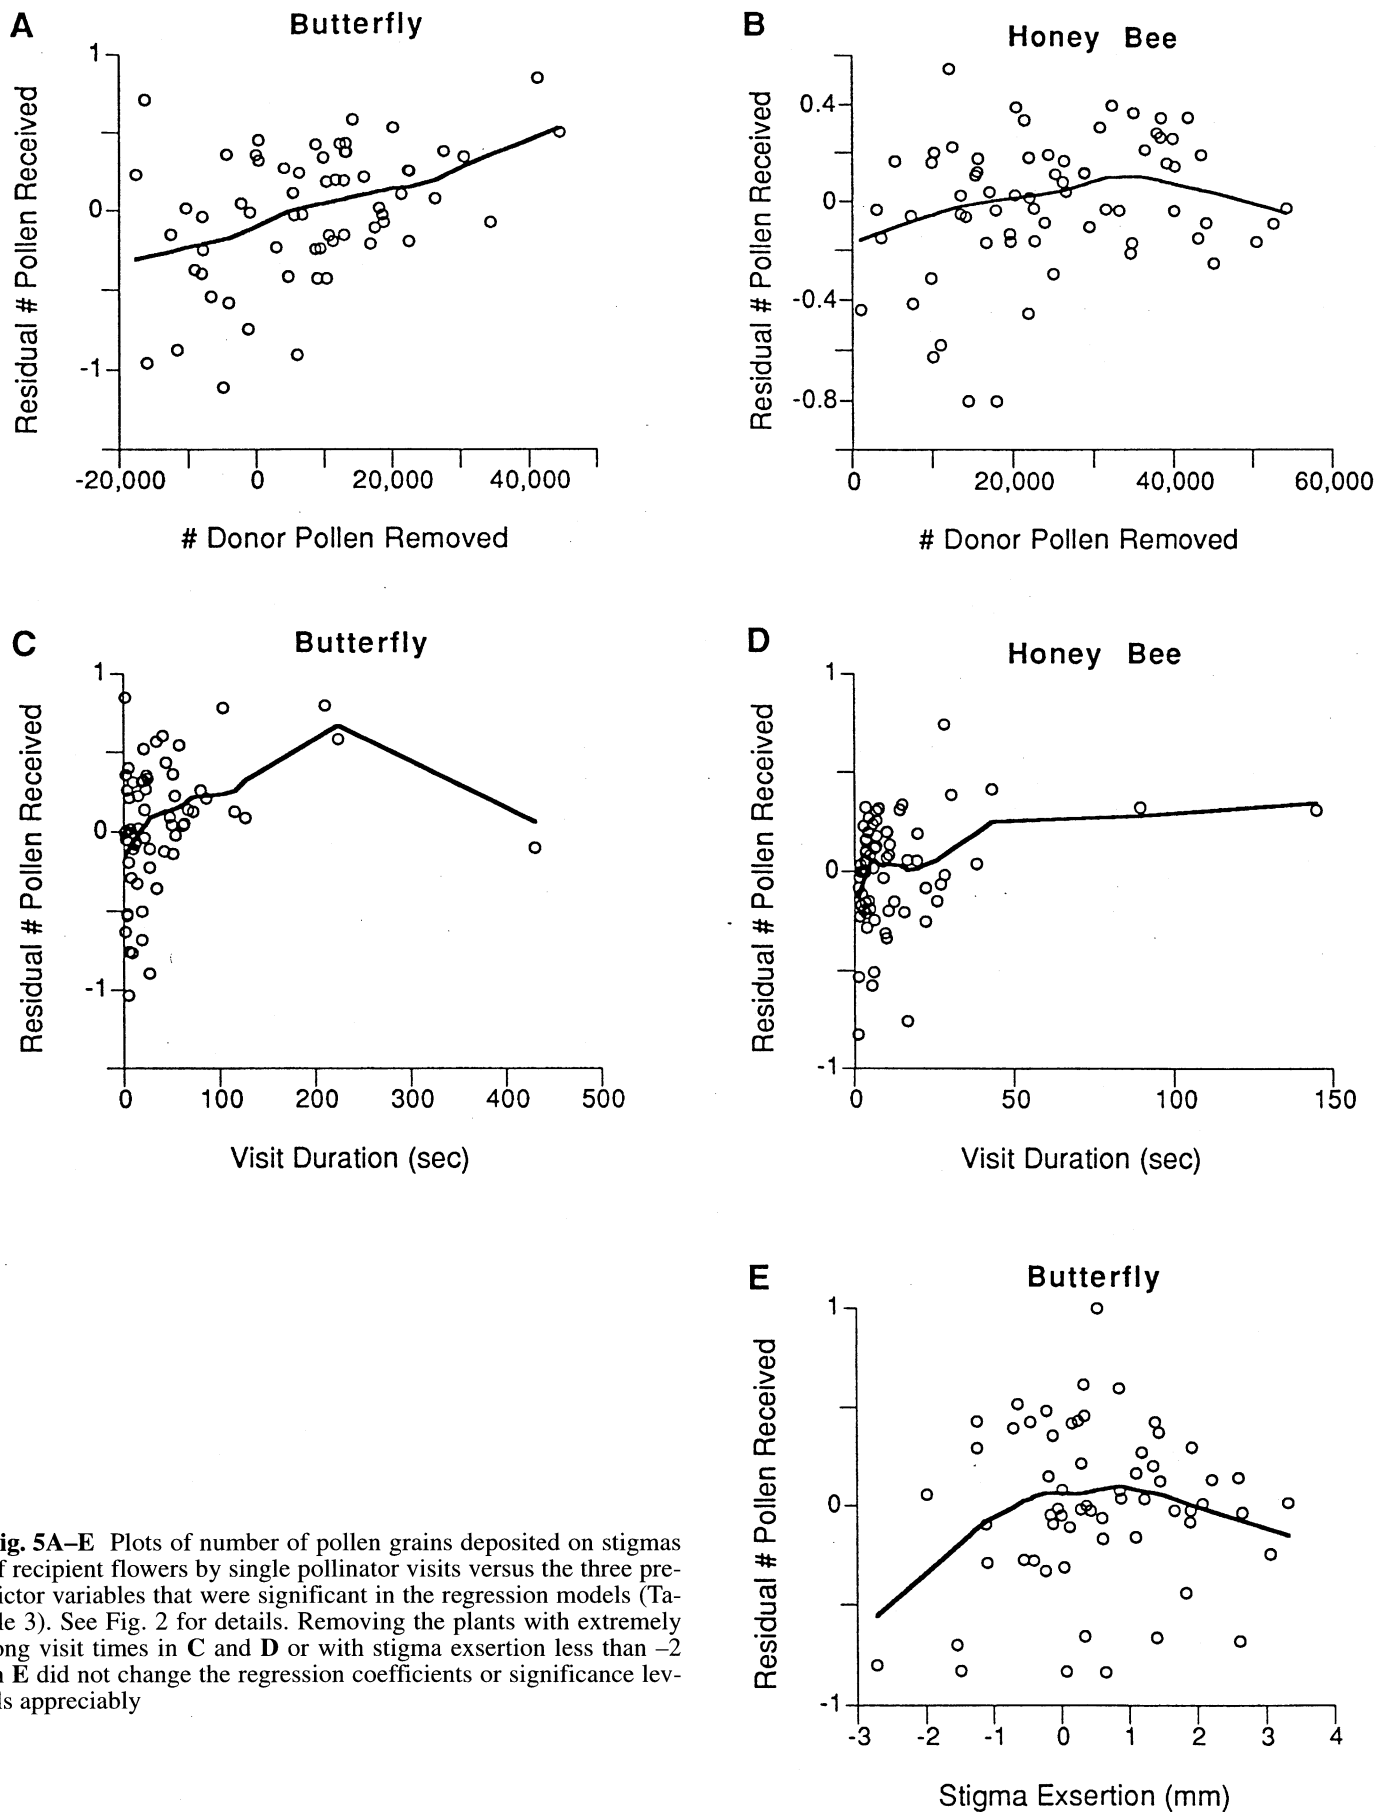 A
Butterfly
1
0
-1
Residual # Pollen Received
-20,000 0 20,000 40,000
# Donor Pollen Removed
B
Honey Bee
0.4
0
-0.4
-0.8
Residual # Pollen Received
0 20,000 40,000 60,000
# Donor Pollen Removed
C
Butterfly
1
0
-1
Residual # Pollen Received
0 100 200 300 400 500
Visit Duration (sec)
D
Honey Bee
1
0
-1
Residual # Pollen Received
0 50 100 150
Visit Duration (sec)
E
Butterfly
1
0
-1
Residual # Pollen Received
-3 -2 -1 0 1 2 3 4
Stigma Exsertion (mm)
ig. 5A–E Plots of number of pollen grains deposited on stigmas
f recipient flowers by single pollinator visits versus the three pre-
ictor variables that were significant in the regression models (Ta-
le 3). See Fig. 2 for details. Removing the plants with extremely
ong visit times in C and D or with stigma exsertion less than –2
n E did not change the regression coefficients or significance lev-
ls appreciably